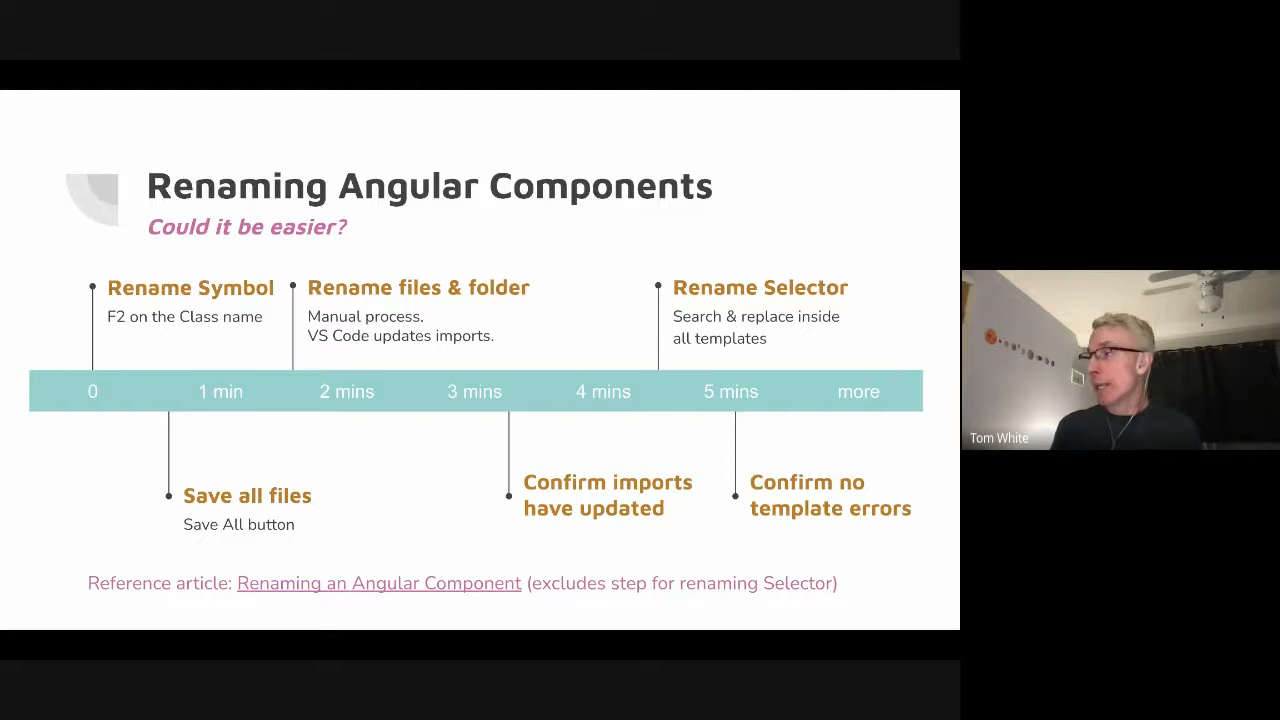 Renaming Angular Components
Could it be easier?
Rename Symbol
F2 on the Class name
Rename files & folder
Manual process.
VS Code updates imports.
Rename Selector
Search & replace inside
all templates
0 1 min 2 mins 3 mins 4 mins 5 mins more
Save all files
Save All button
Confirm imports
have updated
Confirm no
template errors
Reference article: Renaming an Angular Component (excludes step for renaming Selector)
Tom White